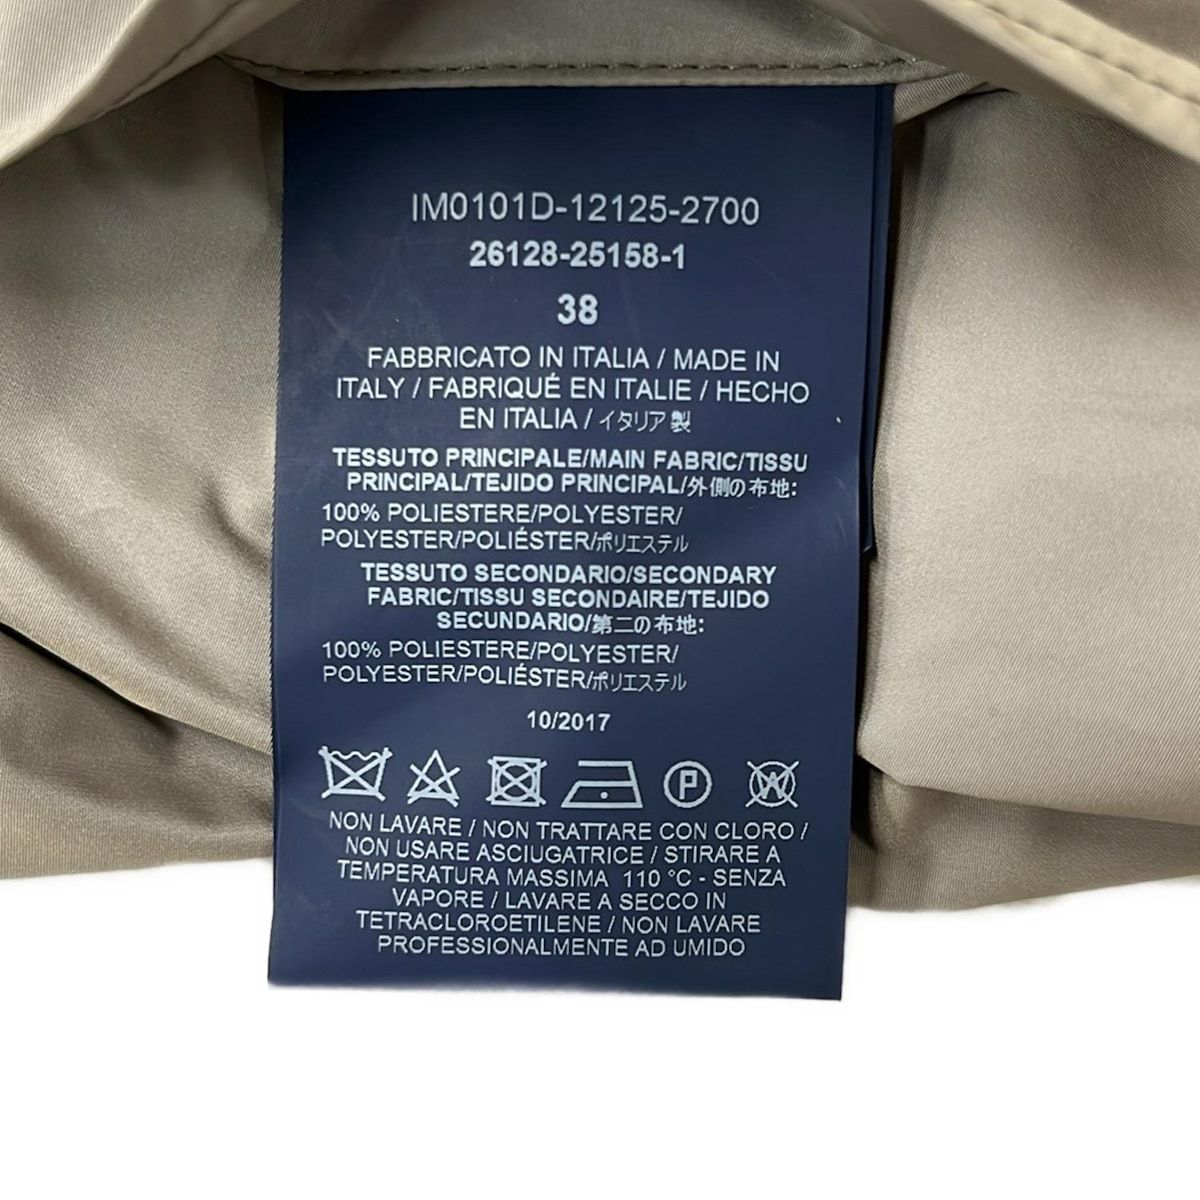 IM0101D-12125-2700
26128-25158-1
38
FABBRICATO IN ITALIA / MADE IN
ITALY / FABRIQUÉ EN ITALIE / HECHO
EN ITALIA / イタリア製
TESSUTO PRINCIPALE/MAIN FABRIC/TISSU
PRINCIPAL/TEJIDO PRINCIPAL/外側の布地:
100% POLIESTERE/POLYESTER/
POLYESTER/POLIÉSTER/ポリエステル
TESSUTO SECONDARIO/SECONDARY
FABRIC/TISSU SECONDAIRE/TEJIDO
SECUNDARIO/第二の布地:
100% POLIESTERE/POLYESTER/
POLYESTER/POLIÉSTER/ポリエステル
10/2017
P W
NON LAVARE / NON TRATTARE CON CLORO /
NON USARE ASCIUGATRICE / STIRARE A
TEMPERATURA MASSIMA 110 °C - SENZA
VAPORE / LAVARE A SECCO IN
TETRACLOROETILENE / NON LAVARE
PROFESSIONALMENTE AD UMIDO